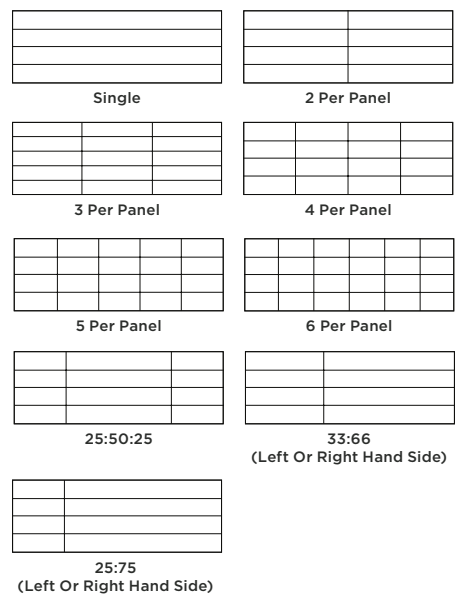 Single
2 Per Panel
3 Per Panel
4 Per Panel
5 Per Panel
6 Per Panel
25:50:25
33:66
(Left Or Right Hand Side)
25:75
(Left Or Right Hand Side)